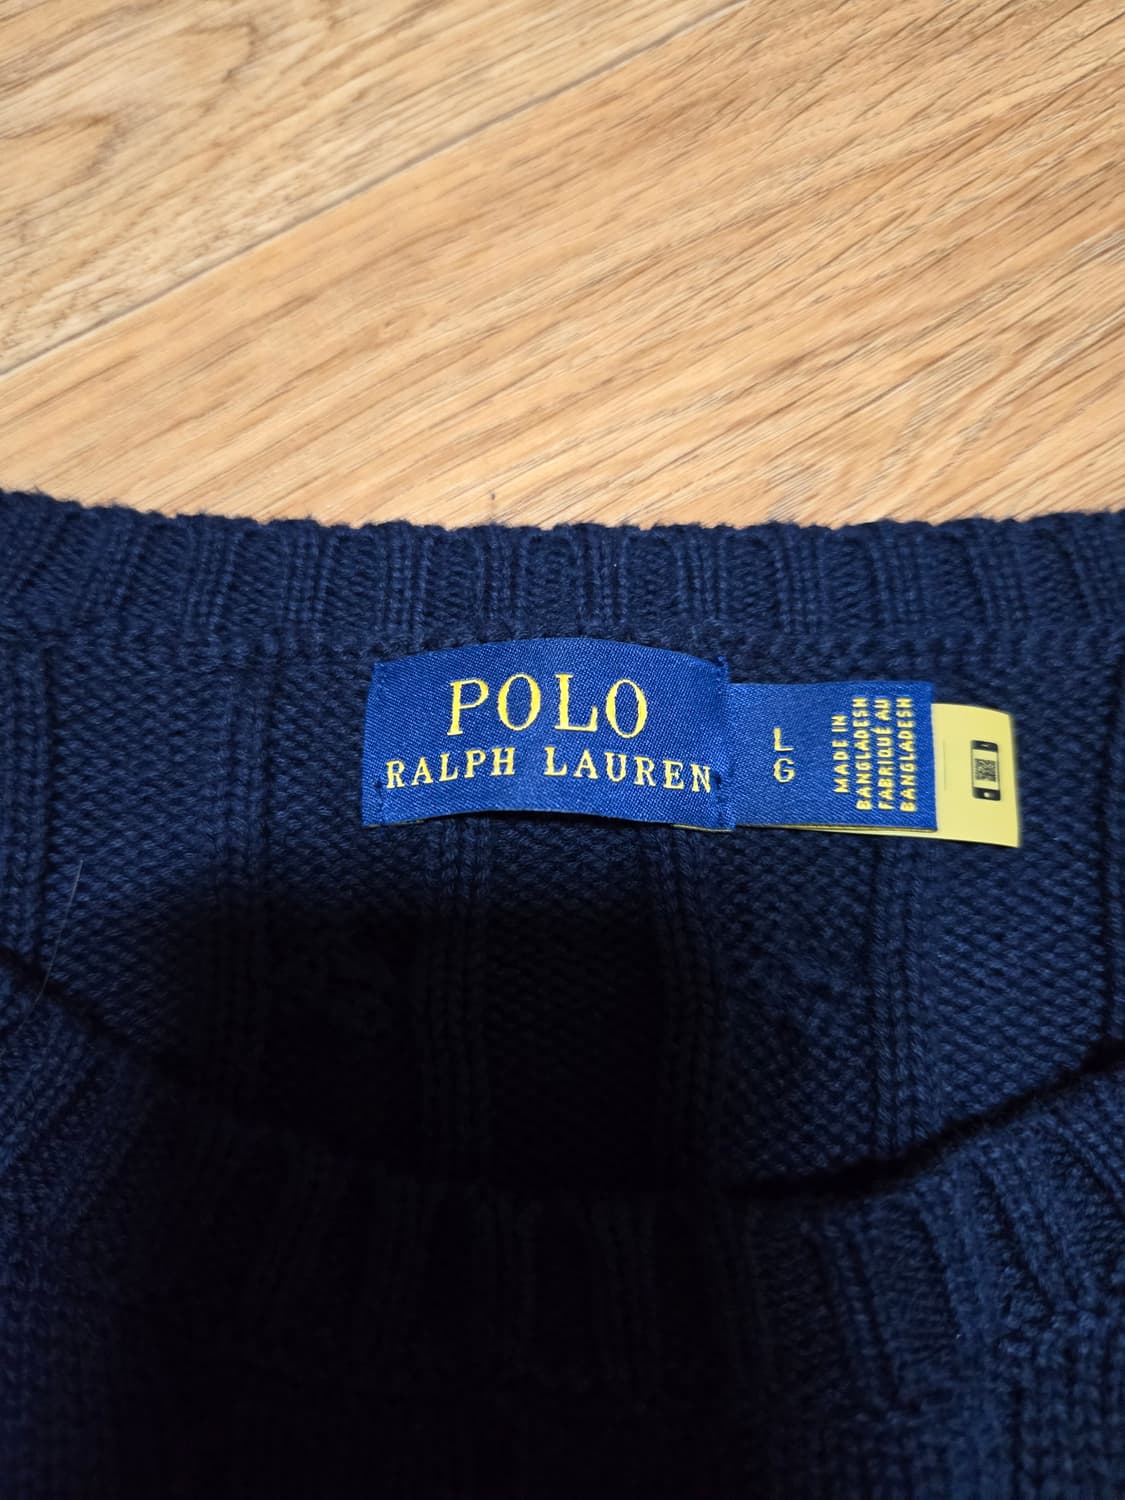 POLO
RALPH LAUREN
L
G
MADE IN
BANGLADESH
FABRIQUÉ AU
BANGLADESH